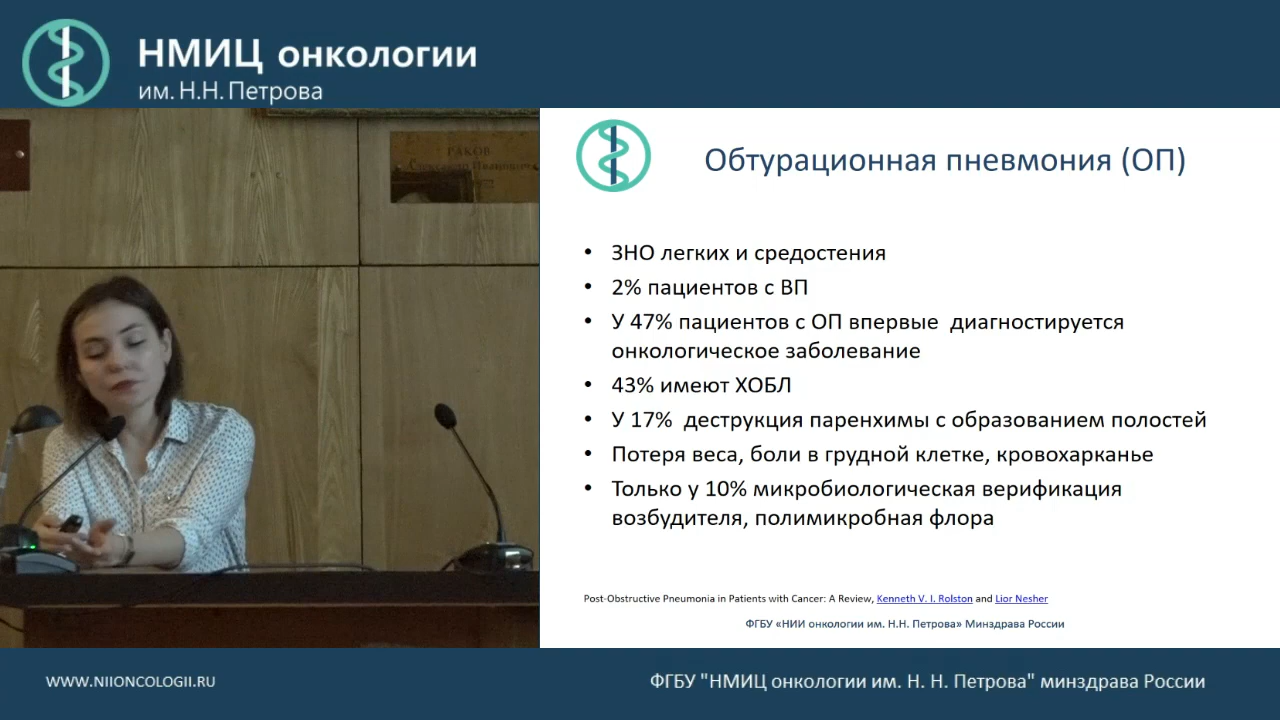 НМИЦ онкологии
им. Н.Н. Петрова
РАКОВ
Александр Иванович
Обтурационная пневмония (ОП)
• ЗНО легких и средостения
• 2% пациентов с ВП
• У 47% пациентов с ОП впервые диагностируется
онкологическое заболевание
• 43% имеют ХОБЛ
• У 17% деструкция паренхимы с образованием полостей
• Потеря веса, боли в грудной клетке, кровохарканье
• Только у 10% микробиологическая верификация
возбудителя, полимикробная флора
Post-Obstructive Pneumonia in Patients with Cancer: A Review, Kenneth V. I. Rolston and Lior Nesher
ФГБУ «НИИ онкологии им. Н.Н. Петрова» Минздрава России
WWW.NIIONCOLOGII.RU
ФГБУ "НМИЦ онкологии им. Н. Н. Петрова" минздрава России